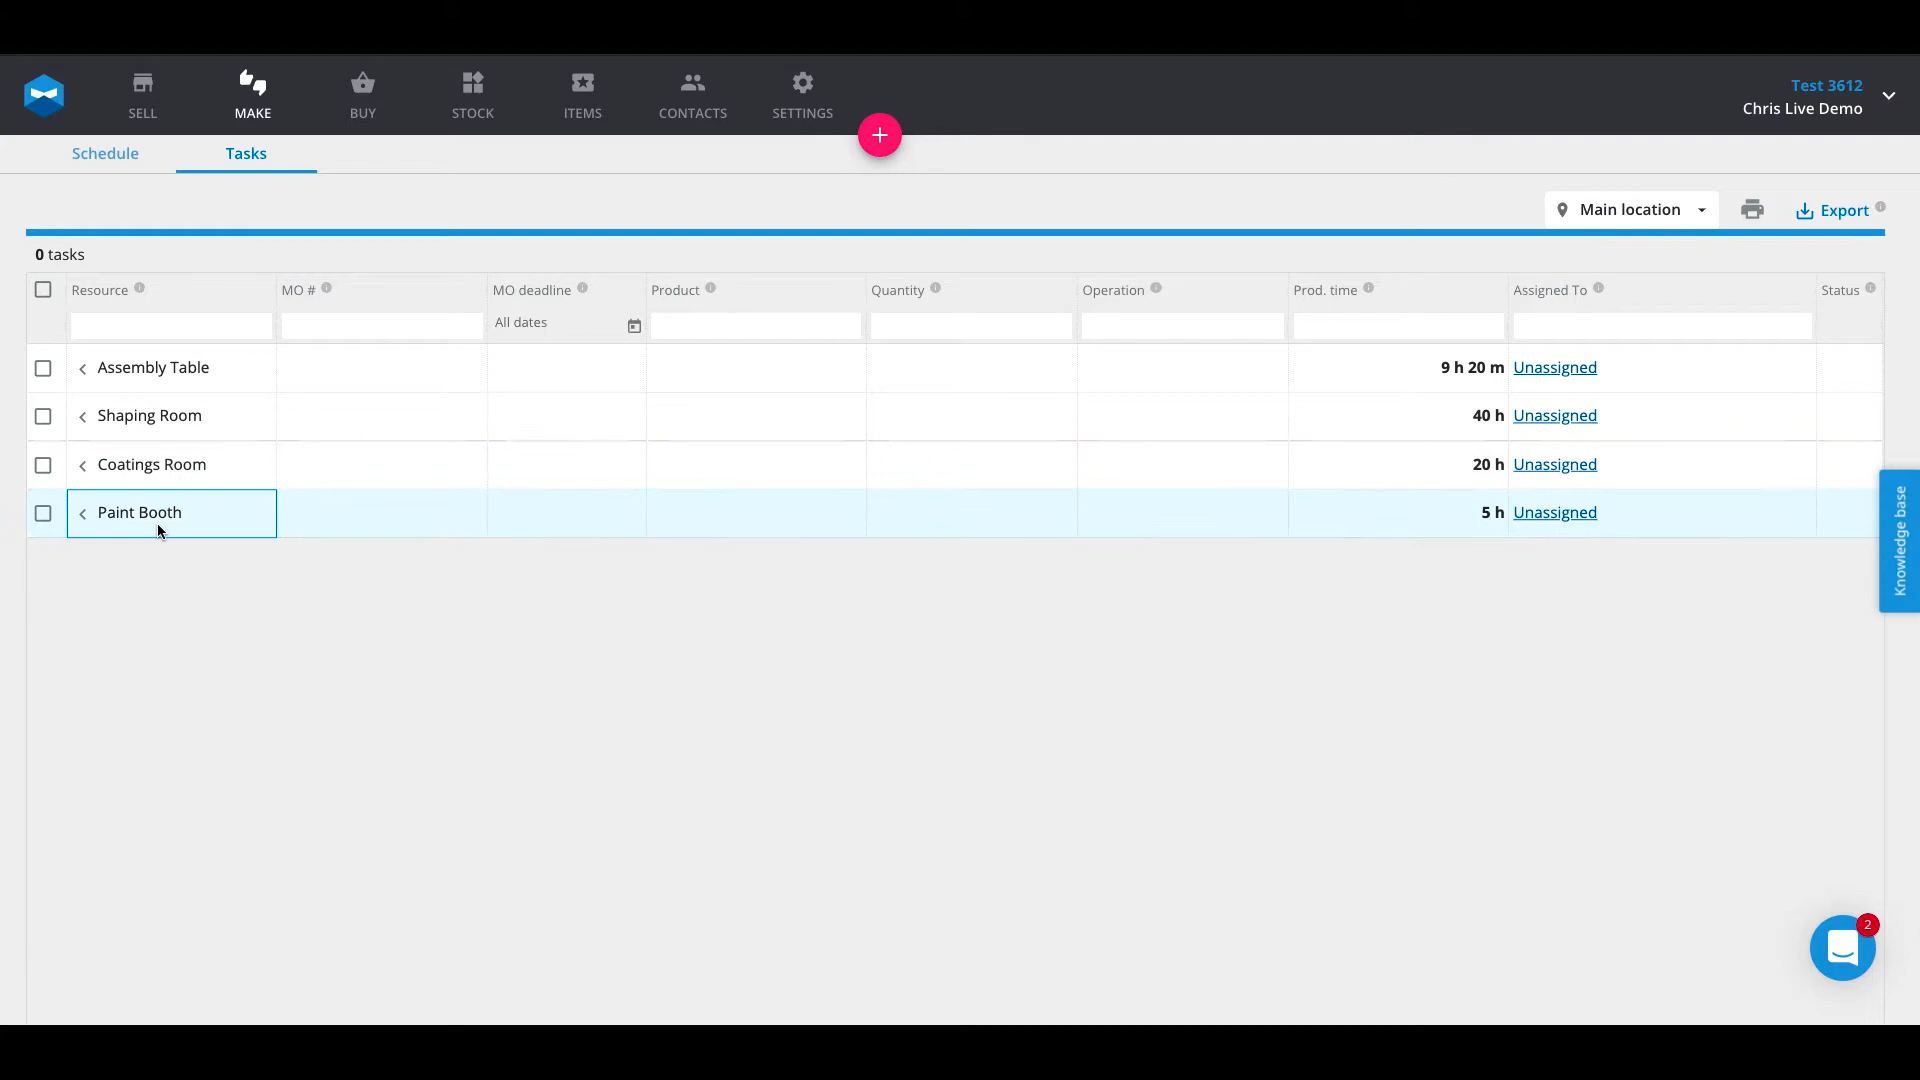 Test 3612
SELL MAKE BUY STOCK ITEMS CONTACTS SETTINGS Chris Live Demo
+
Schedule Tasks
Main location Export
0 tasks
Resource MO # MO deadline Product Quantity Operation Prod. time Assigned To Status
All dates
Assembly Table 9 h 20 m Unassigned
Shaping Room 40 h Unassigned
Coatings Room 20 h Unassigned
Paint Booth 5 h Unassigned
Knowledge base
2